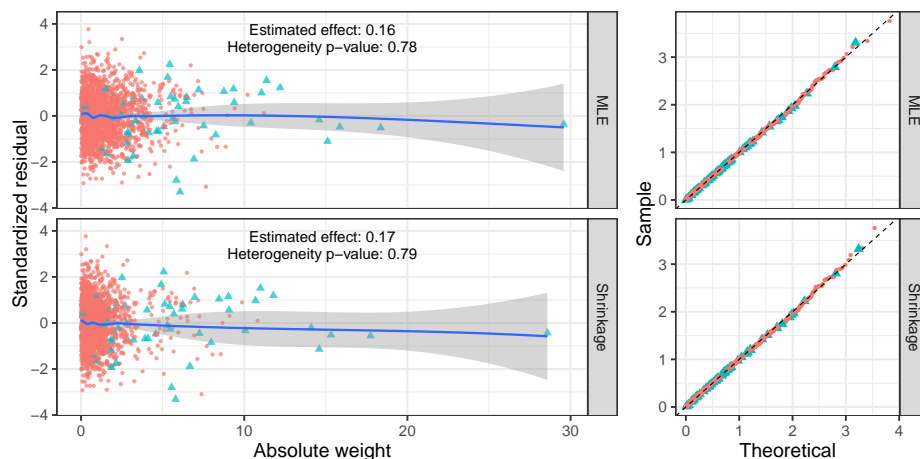 4
2
0
−2
−4
Estimated effect: 0.16
Heterogeneity p−value: 0.78
MLE
4
2
0
−2
−4
Estimated effect: 0.17
Heterogeneity p−value: 0.79
Shrinkage
Standardized residual
0
10
20
30
Absolute weight
3
2
1
0
MLE
3
2
1
0
Shrinkage
Sample
0
1
2
3
4
Theoretical